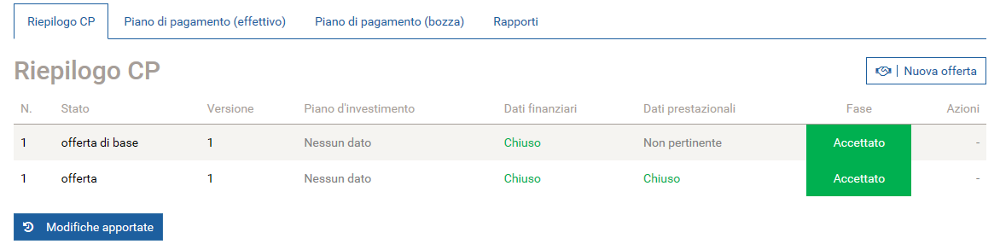 Riepilogo CP Piano di pagamento (effettivo) Piano di pagamento (bozza) Rapporti
Riepilogo CP
Nuova offerta
N. Stato Versione Piano d'investimento Dati finanziari Dati prestazionali Fase Azioni
1 offerta di base 1 Nessun dato Chiuso Non pertinente Accettato -
1 offerta 1 Nessun dato Chiuso Chiuso Accettato -
Modifiche apportate